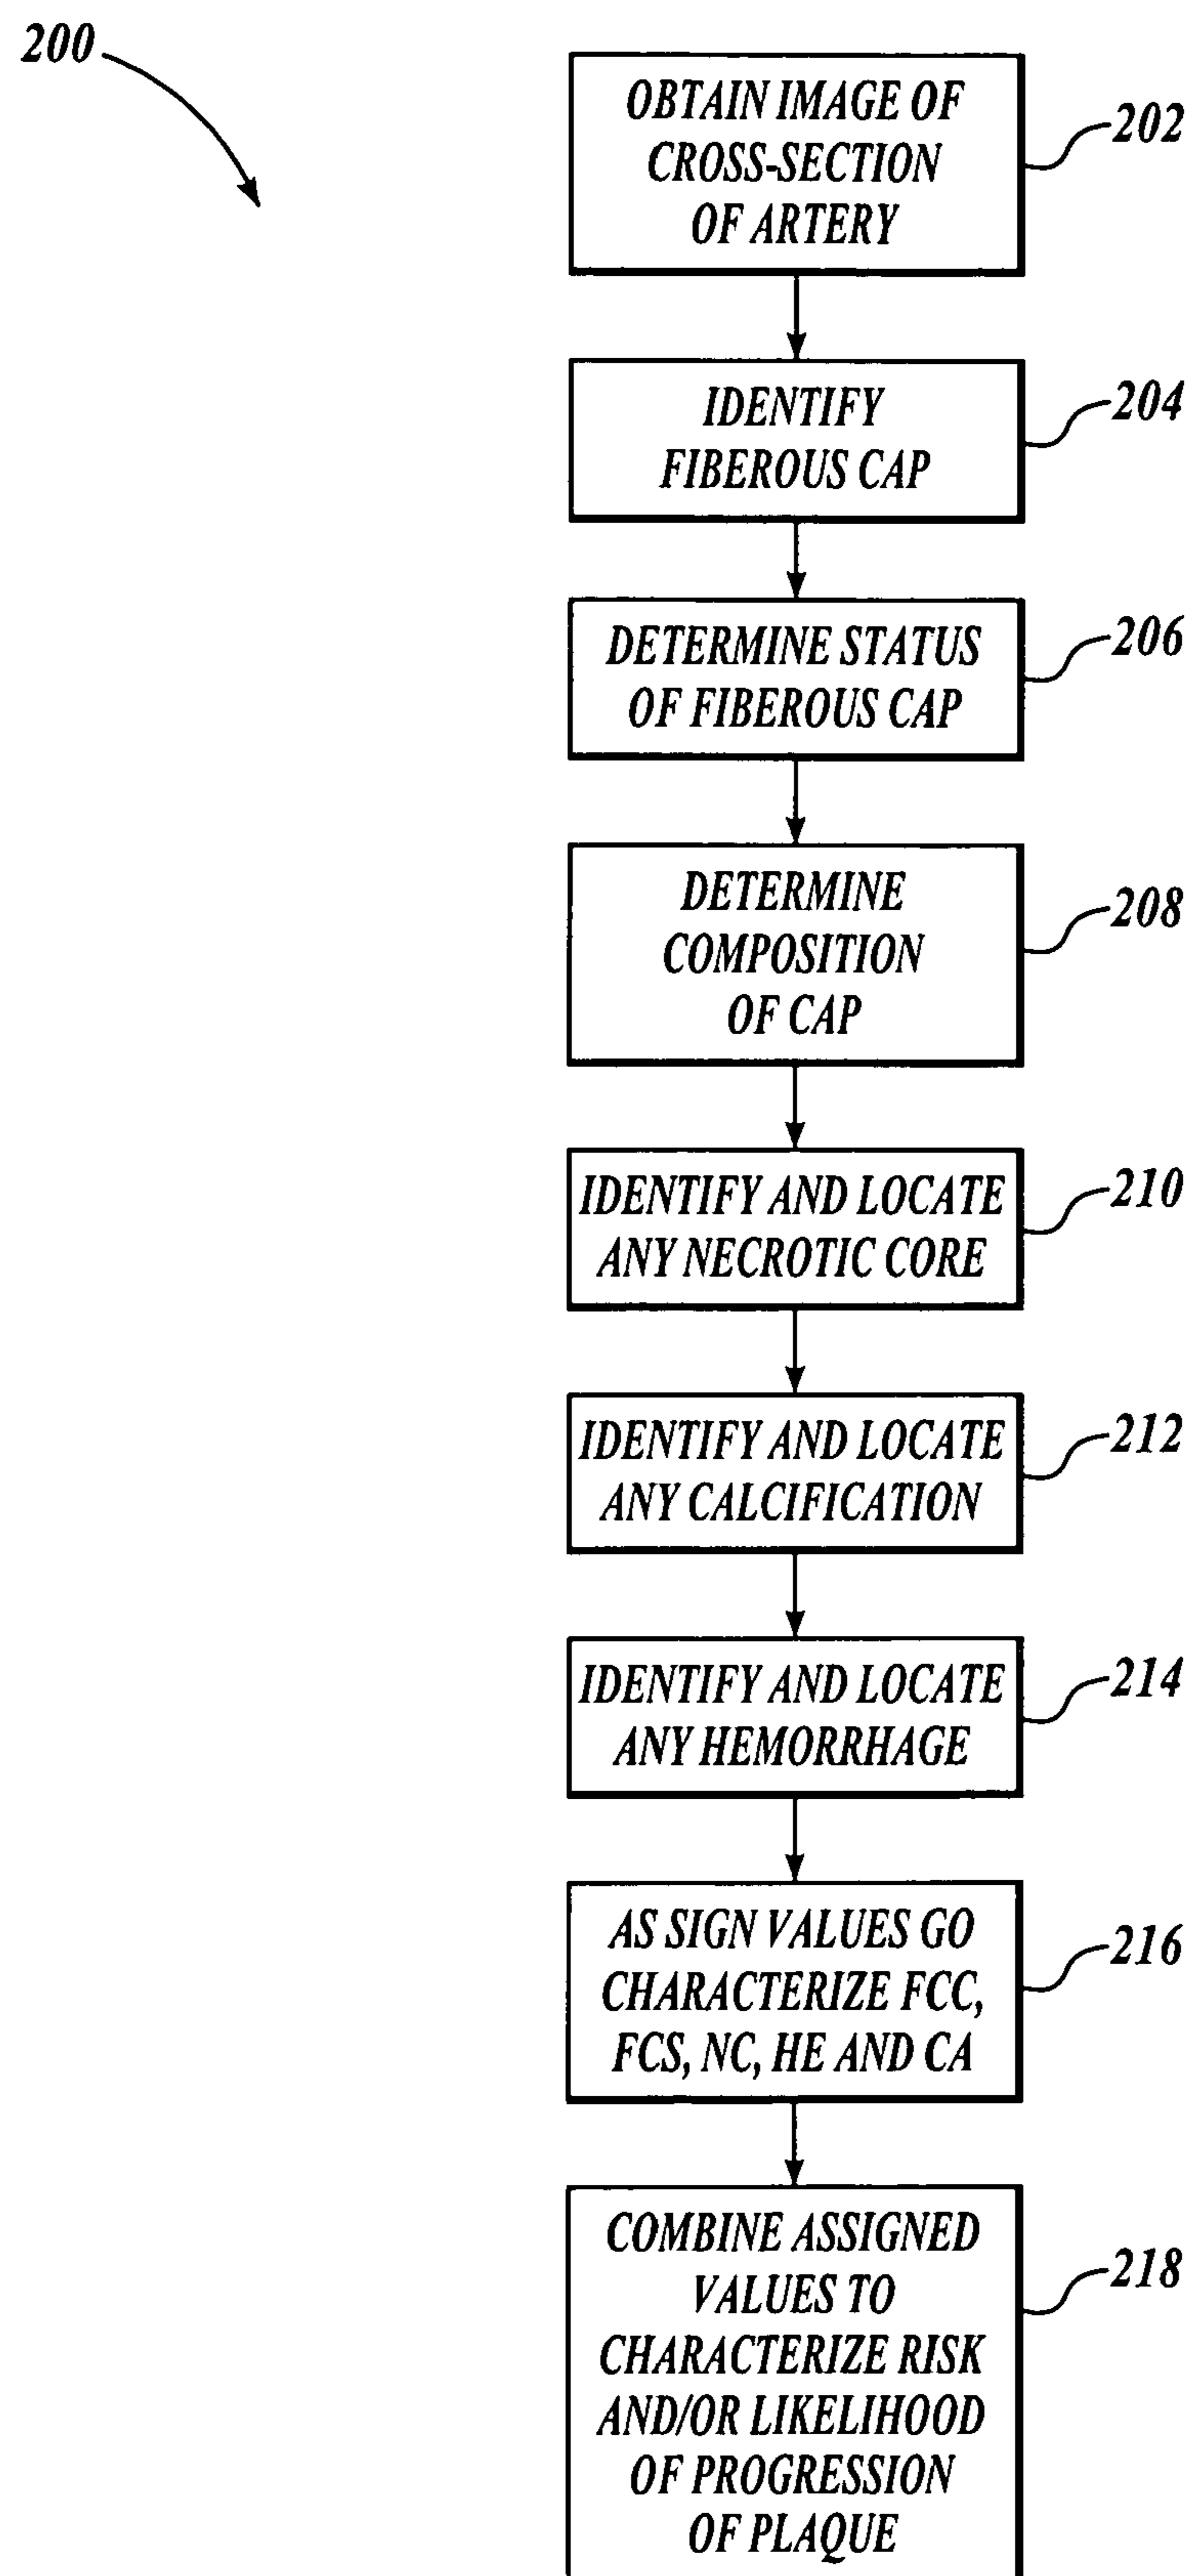 200
OBTAIN IMAGE OF
CROSS-SECTION
OF ARTERY
202
IDENTIFY
FIBEROUS CAP
204
DETERMINE STATUS
OF FIBEROUS CAP
206
DETERMINE
COMPOSITION
OF CAP
208
IDENTIFY AND LOCATE
ANY NECROTIC CORE
210
IDENTIFY AND LOCATE
ANY CALCIFICATION
212
IDENTIFY AND LOCATE
ANY HEMORRHAGE
214
AS SIGN VALUES GO
CHARACTERIZE FCC,
FCS, NC, HE AND CA
216
COMBINE ASSIGNED
VALUES TO
CHARACTERIZE RISK
AND/OR LIKELIHOOD
OF PROGRESSION
OF PLAQUE
218